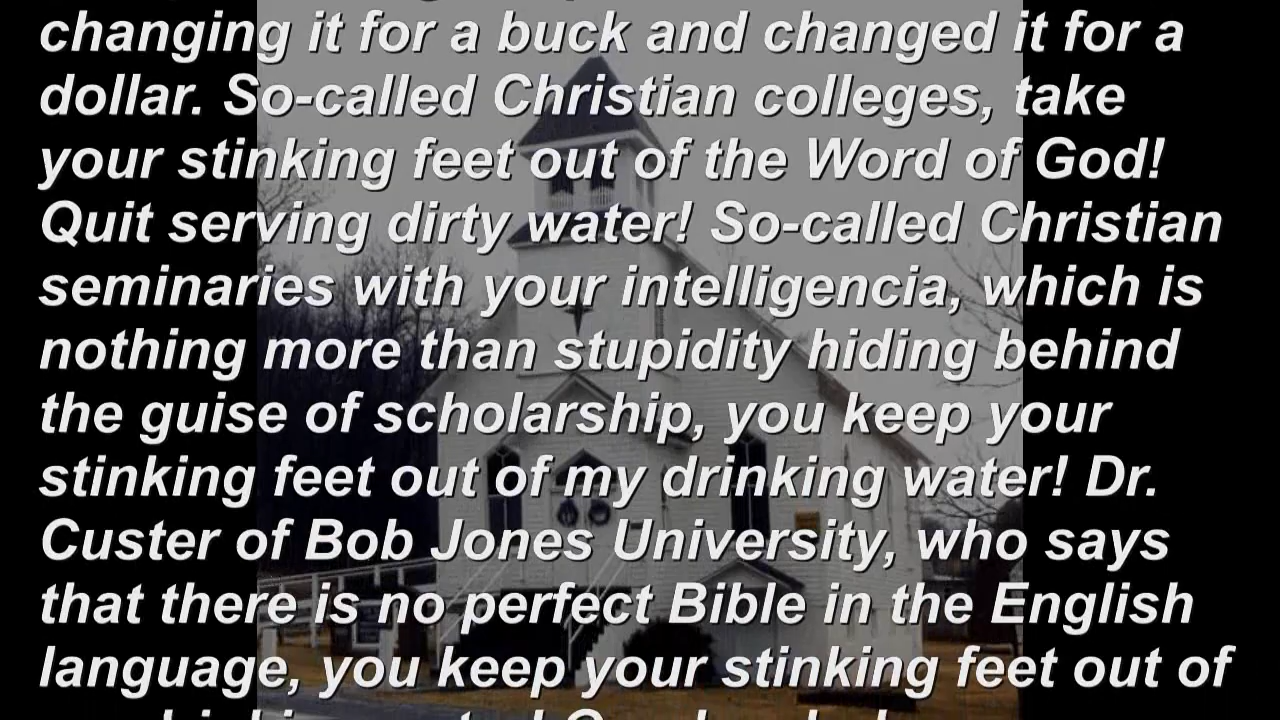 changing it for a buck and changed it for a
dollar. So-called Christian colleges, take
your stinking feet out of the Word of God!
Quit serving dirty water! So-called Christian
seminaries with your intelligencia, which is
nothing more than stupidity hiding behind
the guise of scholarship, you keep your
stinking feet out of my drinking water! Dr.
Custer of Bob Jones University, who says
that there is no perfect Bible in the English
language, you keep your stinking feet out of